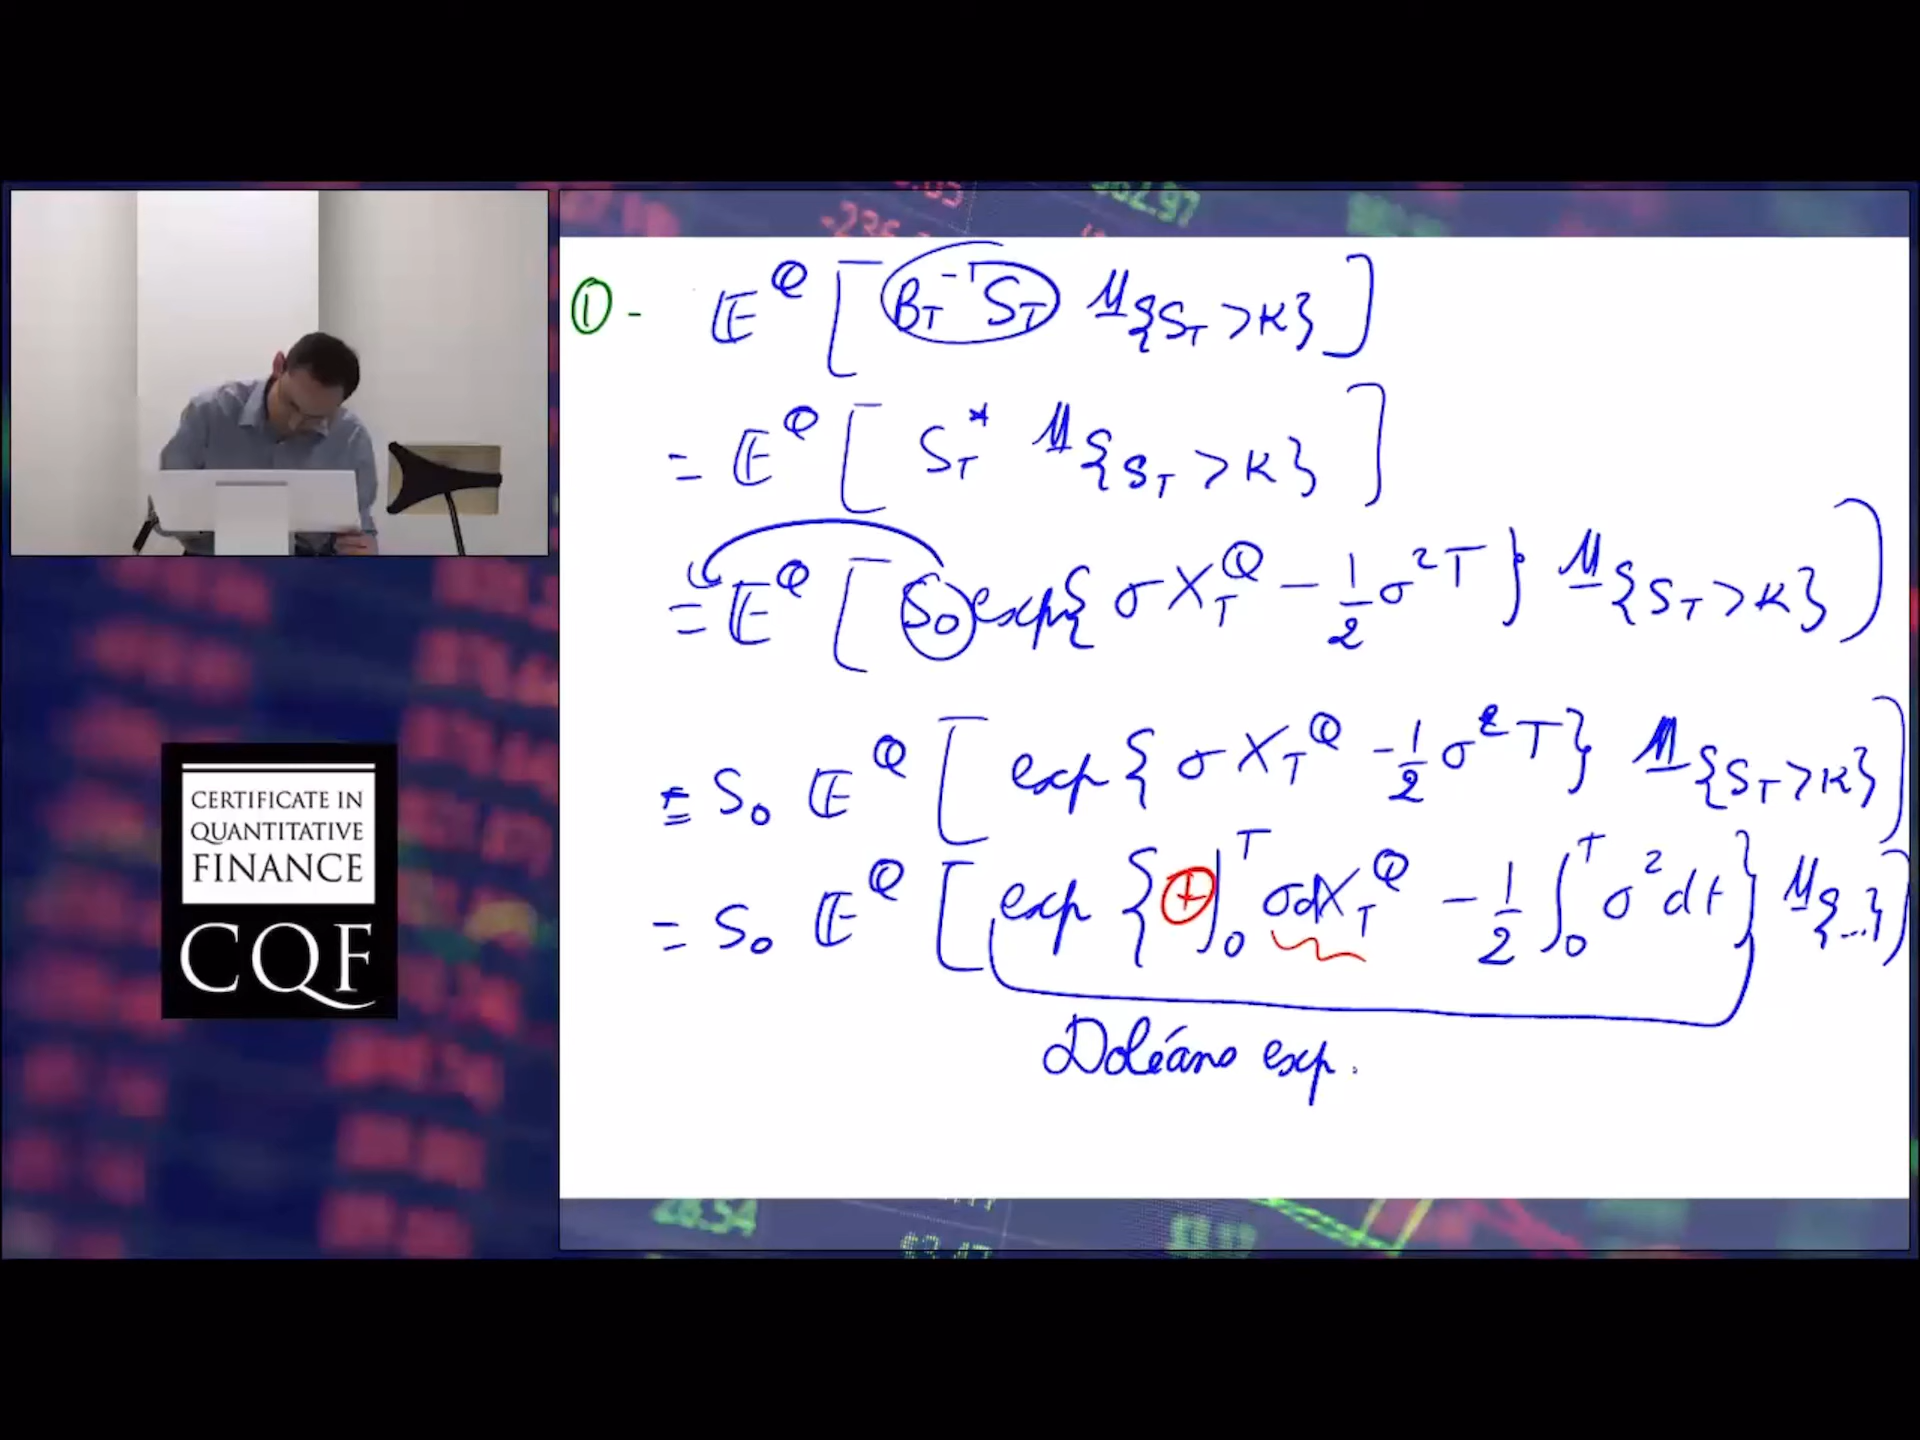 ① - 𝔼^Q [ B_T^{-1} S_T 𝟙_{S_T > K} ]
= 𝔼^Q [ S_T^* 𝟙_{S_T > K} ]
= 𝔼^Q [ S_0 exp{ σ X_T^Q - 1/2 σ^2 T } 𝟙_{S_T > K} ]
= S_0 𝔼^Q [ exp{ σ X_T^Q - 1/2 σ^2 T } 𝟙_{S_T > K} ]
= S_0 𝔼^Q [ exp { + ∫_0^T σ dX_T^Q - 1/2 ∫_0^T σ^2 dt } 𝟙_{...} ]
Doléans exp.
CERTIFICATE IN
QUANTITATIVE
FINANCE
CQF
28.54